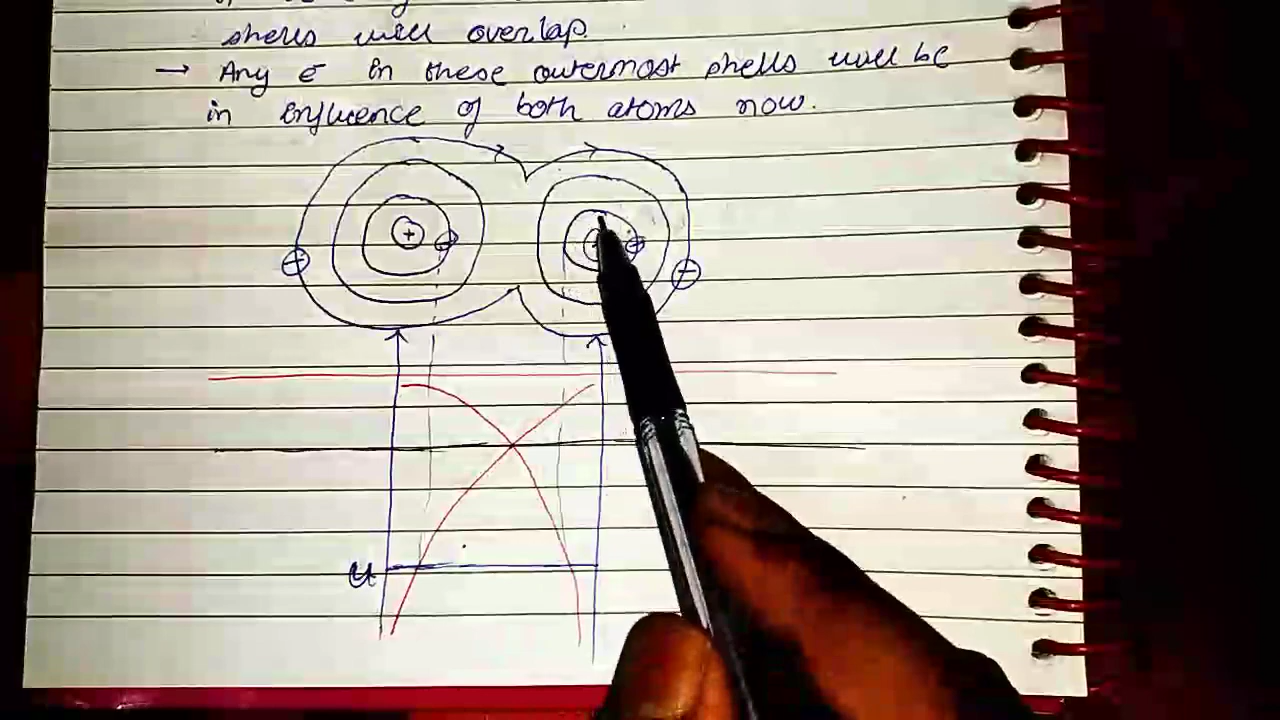 shells will overlap.
→ Any e⁻ in these outermost shells will be
in influence of both atoms now.
+
U